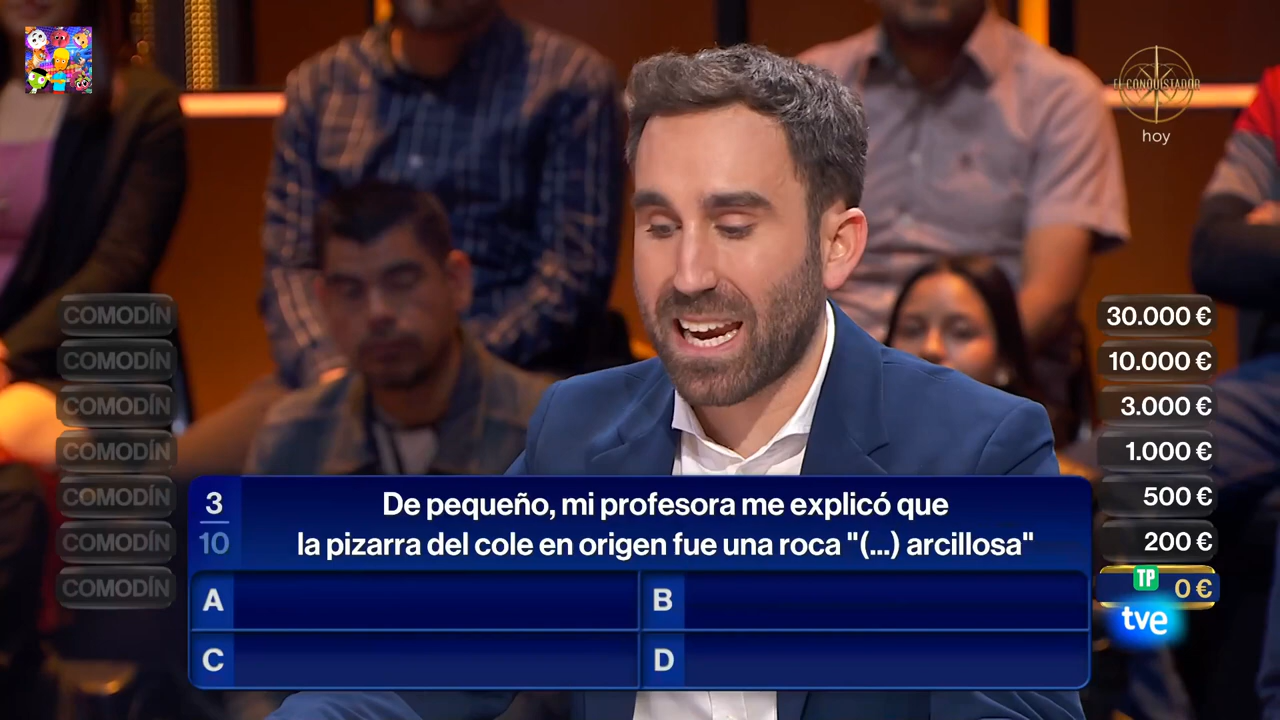 EL CONQUISTADOR
hoy
COMODÍN
COMODÍN
COMODÍN
COMODÍN
COMODÍN
COMODÍN
COMODÍN
30.000 €
10.000 €
3.000 €
1.000 €
500 €
200 €
0 €
TP
tve
3
10
De pequeño, mi profesora me explicó que
la pizarra del cole en origen fue una roca "(...) arcillosa"
A
B
C
D